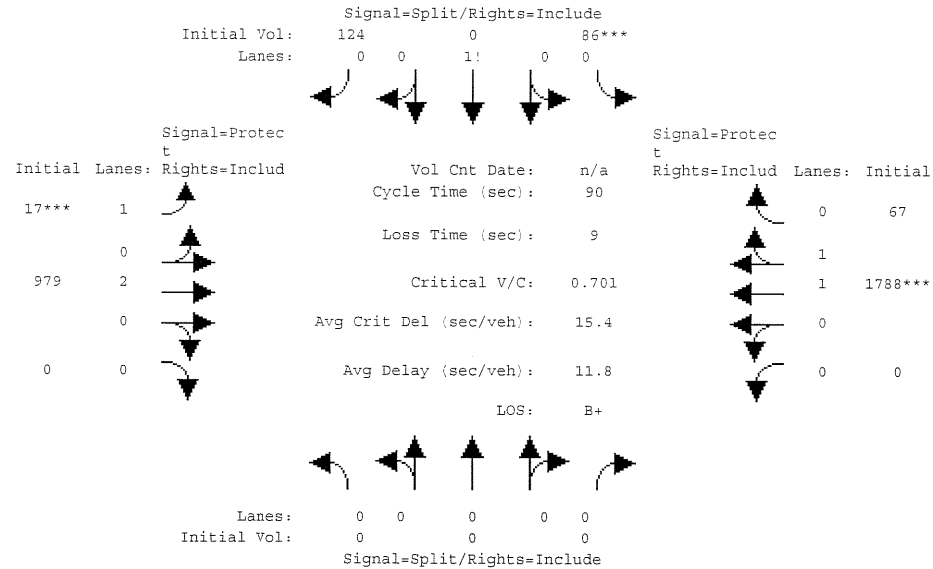 Signal=Split/Rights=Include
Initial Vol: 124 0 86***
Lanes: 0 0 1! 0 0
Signal=Protec
t
Signal=Protec
t
Initial Lanes: Rights=Includ Vol Cnt Date: n/a Rights=Includ Lanes: Initial
Cycle Time (sec): 90
17*** 1 0 67
Loss Time (sec): 9
0 1
979 2 Critical V/C: 0.701 1 1788***
0 Avg Crit Del (sec/veh): 15.4 0
0 0 Avg Delay (sec/veh): 11.8 0 0
LOS: B+
Lanes: 0 0 0 0 0
Initial Vol: 0 0 0
Signal=Split/Rights=Include